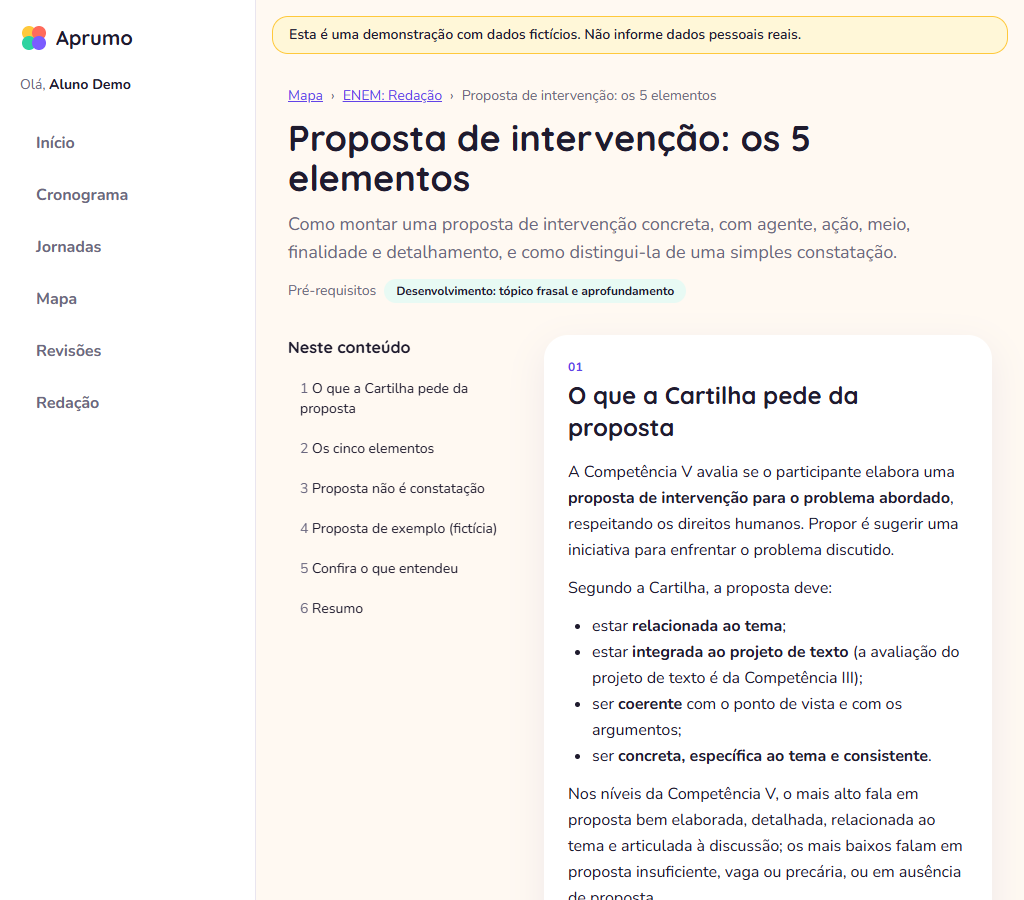 Aprumo
Olá, Aluno Demo
Início
Cronograma
Jornadas
Mapa
Revisões
Redação
Esta é uma demonstração com dados fictícios. Não informe dados pessoais reais.
Mapa › ENEM: Redação › Proposta de intervenção: os 5 elementos
Proposta de intervenção: os 5
elementos
Como montar uma proposta de intervenção concreta, com agente, ação, meio,
finalidade e detalhamento, e como distingui-la de uma simples constatação.
Pré-requisitos Desenvolvimento: tópico frasal e aprofundamento
Neste conteúdo
1 O que a Cartilha pede da
proposta
2 Os cinco elementos
3 Proposta não é constatação
4 Proposta de exemplo (fictícia)
5 Confira o que entendeu
6 Resumo
01
O que a Cartilha pede da
proposta
A Competência V avalia se o participante elabora uma
proposta de intervenção para o problema abordado,
respeitando os direitos humanos. Propor é sugerir uma
iniciativa para enfrentar o problema discutido.
Segundo a Cartilha, a proposta deve:
• estar relacionada ao tema;
• estar integrada ao projeto de texto (a avaliação do
projeto de texto é da Competência III);
• ser coerente com o ponto de vista e com os
argumentos;
• ser concreta, específica ao tema e consistente.
Nos níveis da Competência V, o mais alto fala em
proposta bem elaborada, detalhada, relacionada ao
tema e articulada à discussão; os mais baixos falam em
proposta insuficiente, vaga ou precária, ou em ausência
de proposta.